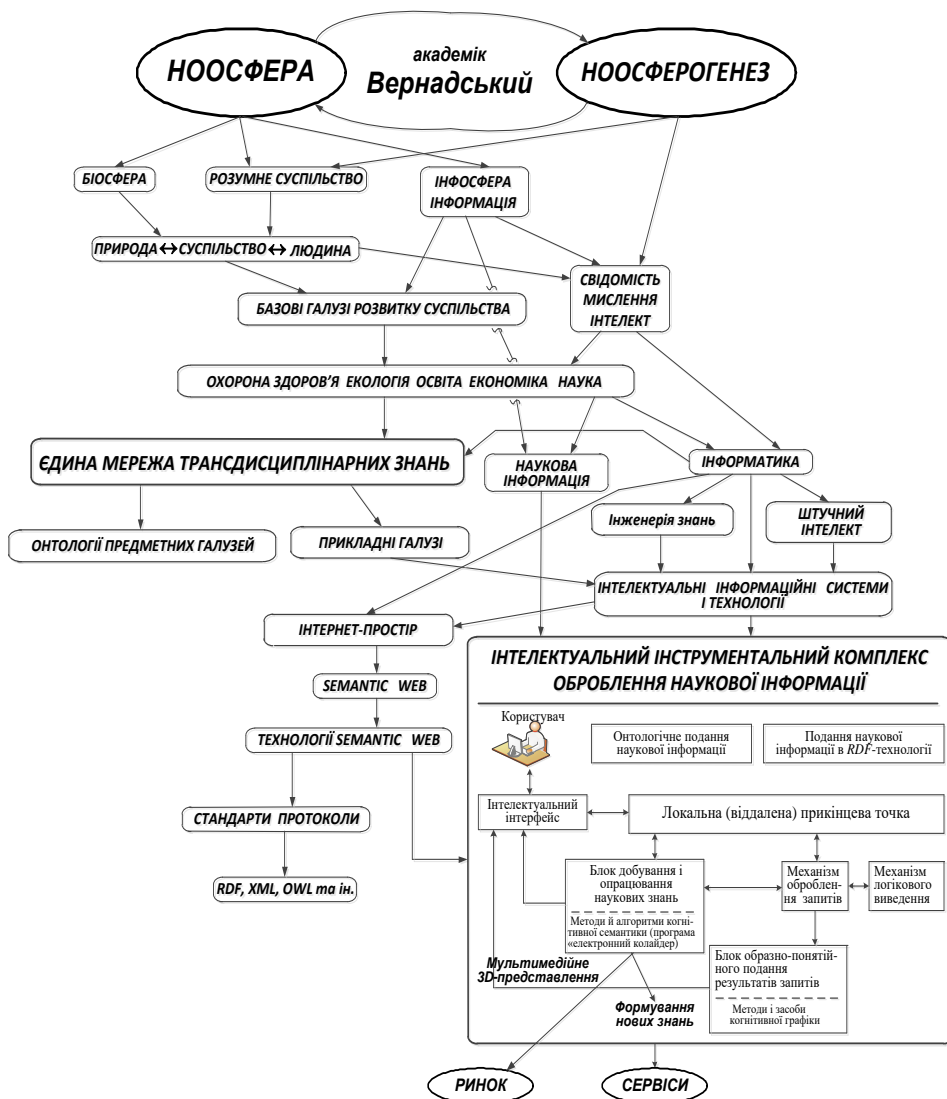 НООСФЕРА
академік
Вернадський
НООСФЕРОГЕНЕЗ
БІОСФЕРА
РОЗУМНЕ СУСПІЛЬСТВО
ІНФОСФЕРА
ІНФОРМАЦІЯ
ПРИРОДА↔СУСПІЛЬСТВО↔ ЛЮДИНА
СВІДОМІСТЬ
МИСЛЕННЯ
ІНТЕЛЕКТ
БАЗОВІ ГАЛУЗІ РОЗВИТКУ СУСПІЛЬСТВА
ОХОРОНА ЗДОРОВ'Я ЕКОЛОГІЯ ОСВІТА ЕКОНОМІКА НАУКА
ЄДИНА МЕРЕЖА ТРАНСДИСЦИПЛІНАРНИХ ЗНАНЬ
НАУКОВА
ІНФОРМАЦІЯ
ІНФОРМАТИКА
Інженерія знань
ШТУЧНИЙ
ІНТЕЛЕКТ
ОНТОЛОГІЇ ПРЕДМЕТНИХ ГАЛУЗЕЙ
ПРИКЛАДНІ ГАЛУЗІ
ІНТЕЛЕКТУАЛЬНІ ІНФОРМАЦІЙНІ СИСТЕМИ
І ТЕХНОЛОГІЇ
ІНТЕРНЕТ-ПРОСТІР
SEMANTIC WEB
ТЕХНОЛОГІЇ SEMANTIC WEB
СТАНДАРТИ ПРОТОКОЛИ
RDF, XML, OWL та ін.
ІНТЕЛЕКТУАЛЬНИЙ ІНСТРУМЕНТАЛЬНИЙ КОМПЛЕКС
ОБРОБЛЕННЯ НАУКОВОЇ ІНФОРМАЦІЇ
Користувач
Онтологічне подання
наукової інформації
Подання наукової
інформації в RDF-технології
Інтелектуальний
інтерфейс
Локальна (віддалена) прикінцева точка
Блок добування і
опрацювання
наукових знань
Методи й алгоритми когні-
тивної семантики (програма
«електронний колайдер)
Механізм
оброблен-
ня запитів
Механізм
логікового
виведення
Мультимедійне
3D-представлення
Блок образно-понятій-
ного подання
результатів запитів
Методи і засоби
когнітивної графіки
Формування
нових знань
РИНОК
СЕРВІСИ